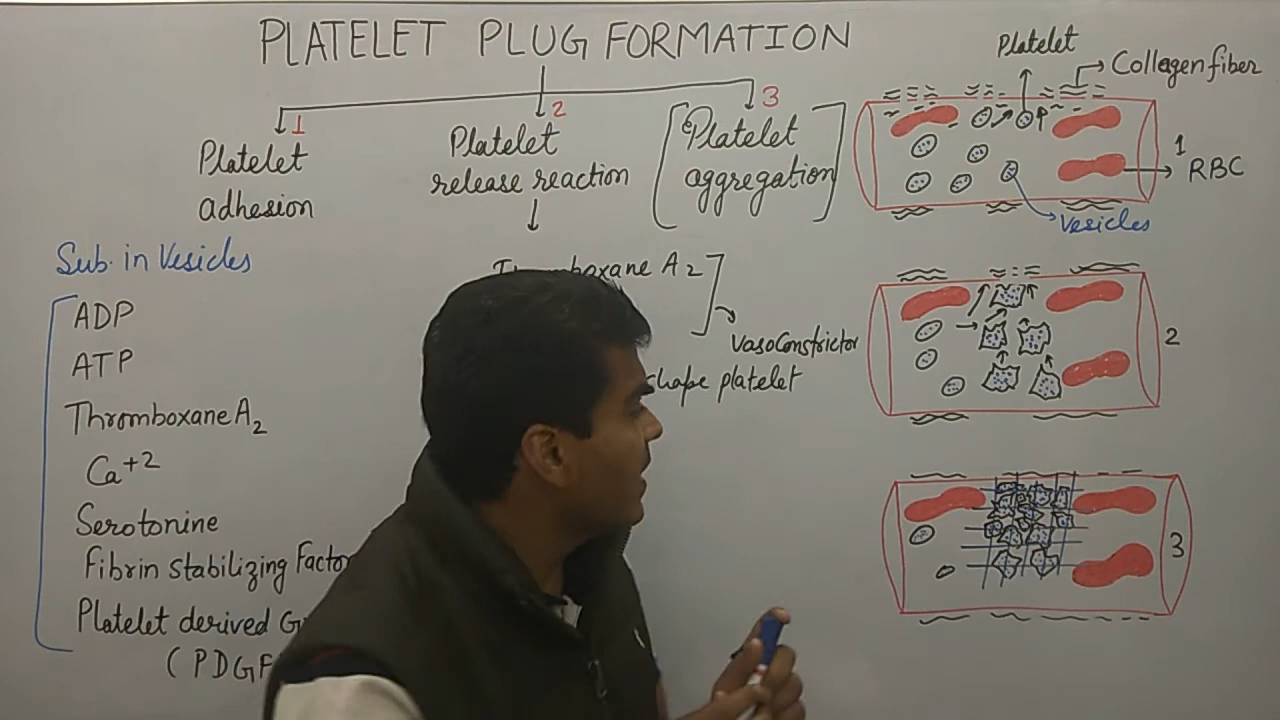 PLATELET PLUG FORMATION
1
Platelet
adhesion
2
Platelet
release reaction
3
Platelet
aggregation
Sub. in Vesicles
ADP
ATP
Thromboxane A2
Ca+2
Serotonine
Fibrin stabilizing Factor
Platelet derived
(PDGF
A2
VasoConstrictor
shape platelet
Platelet
Collagen fiber
1
RBC
Vesicles
2
3